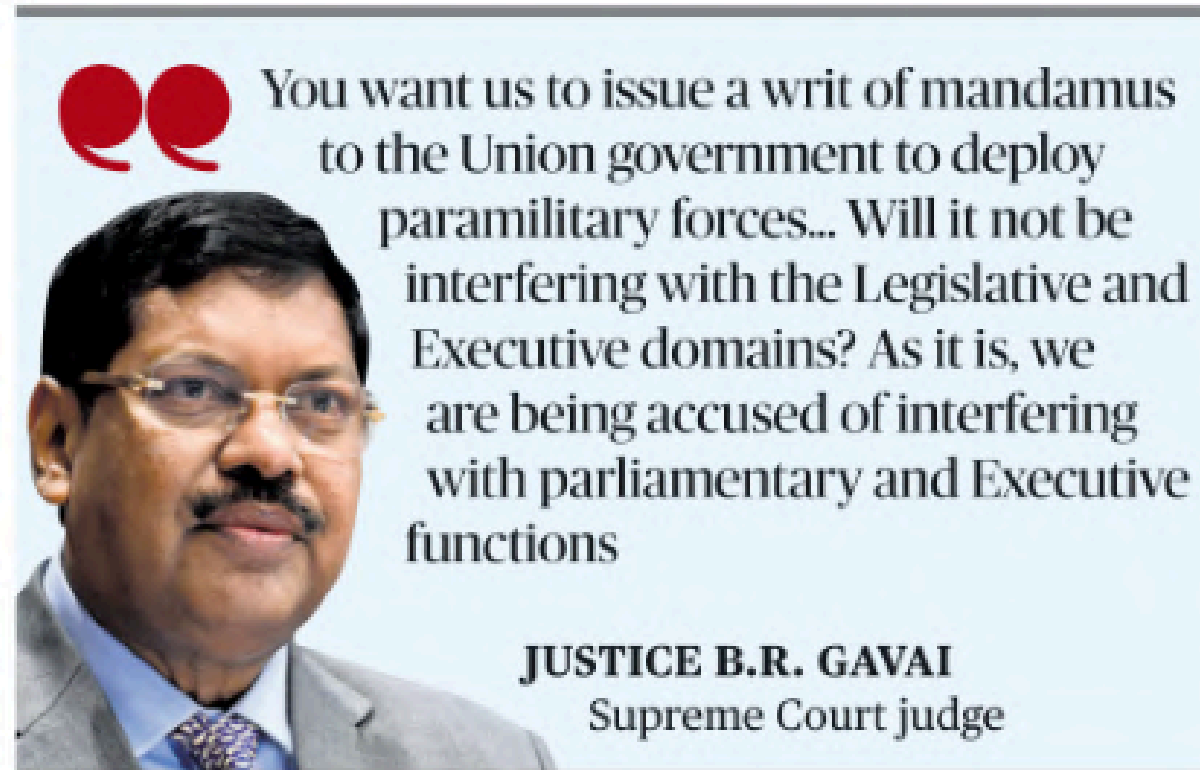 You want us to issue a writ of mandamus
to the Union government to deploy
paramilitary forces... Will it not be
interfering with the Legislative and
Executive domains? As it is, we
are being accused of interfering
with parliamentary and Executive
functions
JUSTICE B.R. GAVAI
Supreme Court judge